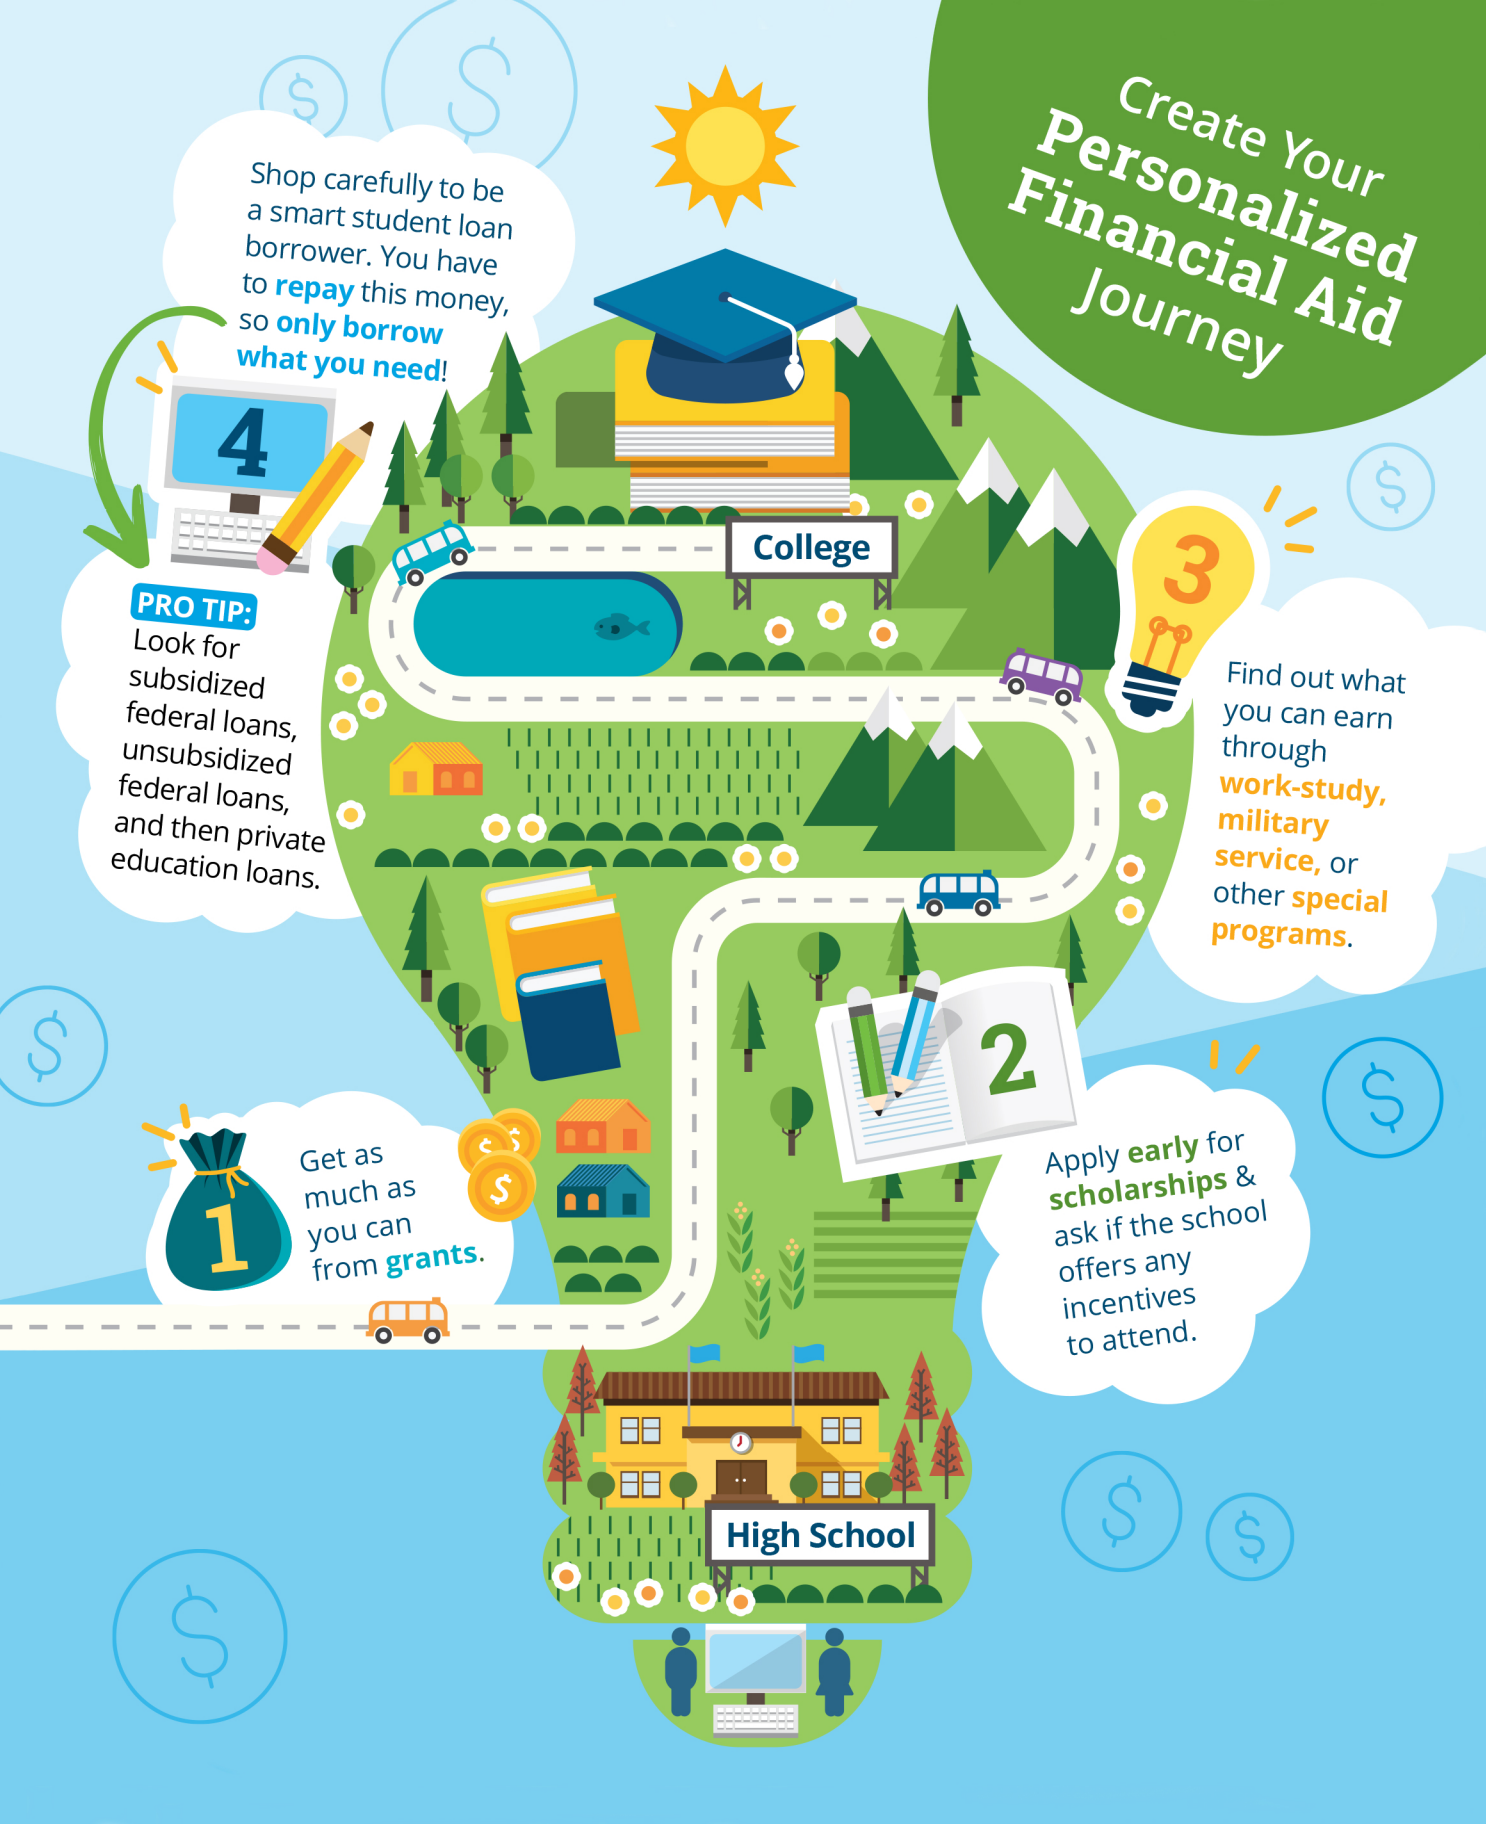 Create Your
Personalized
Financial Aid
Journey
Shop carefully to be
a smart student loan
borrower. You have
to repay this money,
so only borrow
what you need!
4
PRO TIP:
Look for
subsidized
federal loans,
unsubsidized
federal loans,
and then private
education loans.
College
3
Find out what
you can earn
through
work-study,
military
service, or
other special
programs.
2
Apply early for
scholarships &
ask if the school
offers any
incentives
to attend.
1
Get as
much as
you can
from grants.
High School